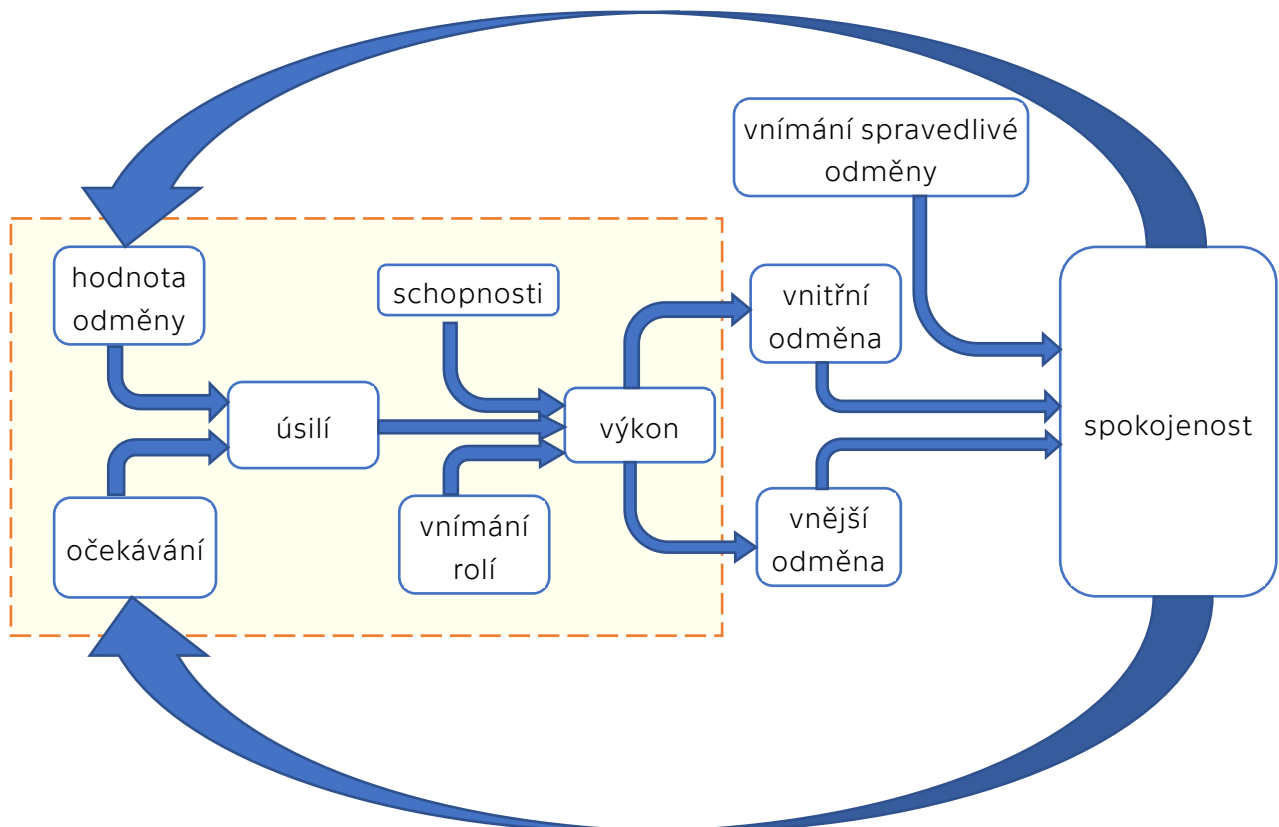 vnímání spravedlivé
odměny
hodnota
odměny
schopnosti
vnitřní
odměna
úsilí
výkon
spokojenost
očekávání
vnímání
rolí
vnější
odměna